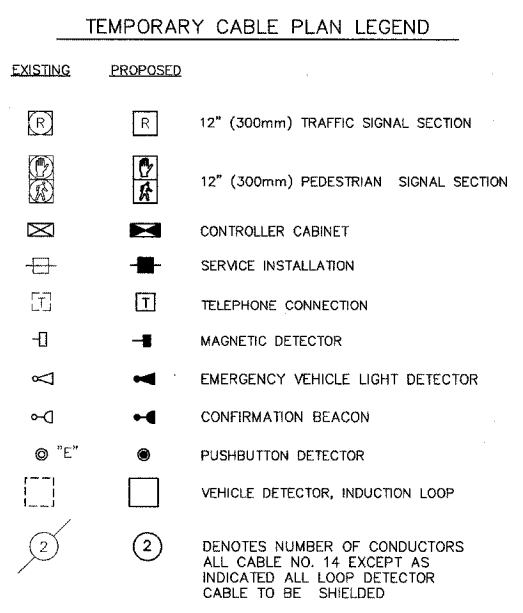 TEMPORARY CABLE PLAN LEGEND
EXISTING PROPOSED
R R 12" (300mm) TRAFFIC SIGNAL SECTION
12" (300mm) PEDESTRIAN SIGNAL SECTION
CONTROLLER CABINET
SERVICE INSTALLATION
T T TELEPHONE CONNECTION
MAGNETIC DETECTOR
EMERGENCY VEHICLE LIGHT DETECTOR
CONFIRMATION BEACON
"E" PUSHBUTTON DETECTOR
VEHICLE DETECTOR, INDUCTION LOOP
2 2 DENOTES NUMBER OF CONDUCTORS
ALL CABLE NO. 14 EXCEPT AS
INDICATED ALL LOOP DETECTOR
CABLE TO BE SHIELDED